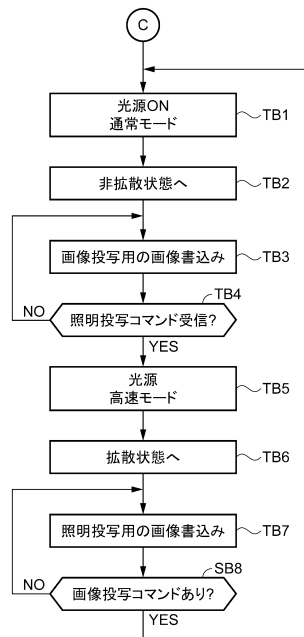 C
光源ON
通常モード
TB1
非拡散状態へ
TB2
画像投写用の画像書込み
TB3
TB4
NO
照明投写コマンド受信?
YES
光源
高速モード
TB5
拡散状態へ
TB6
照明投写用の画像書込み
TB7
SB8
NO
画像投写コマンドあり?
YES